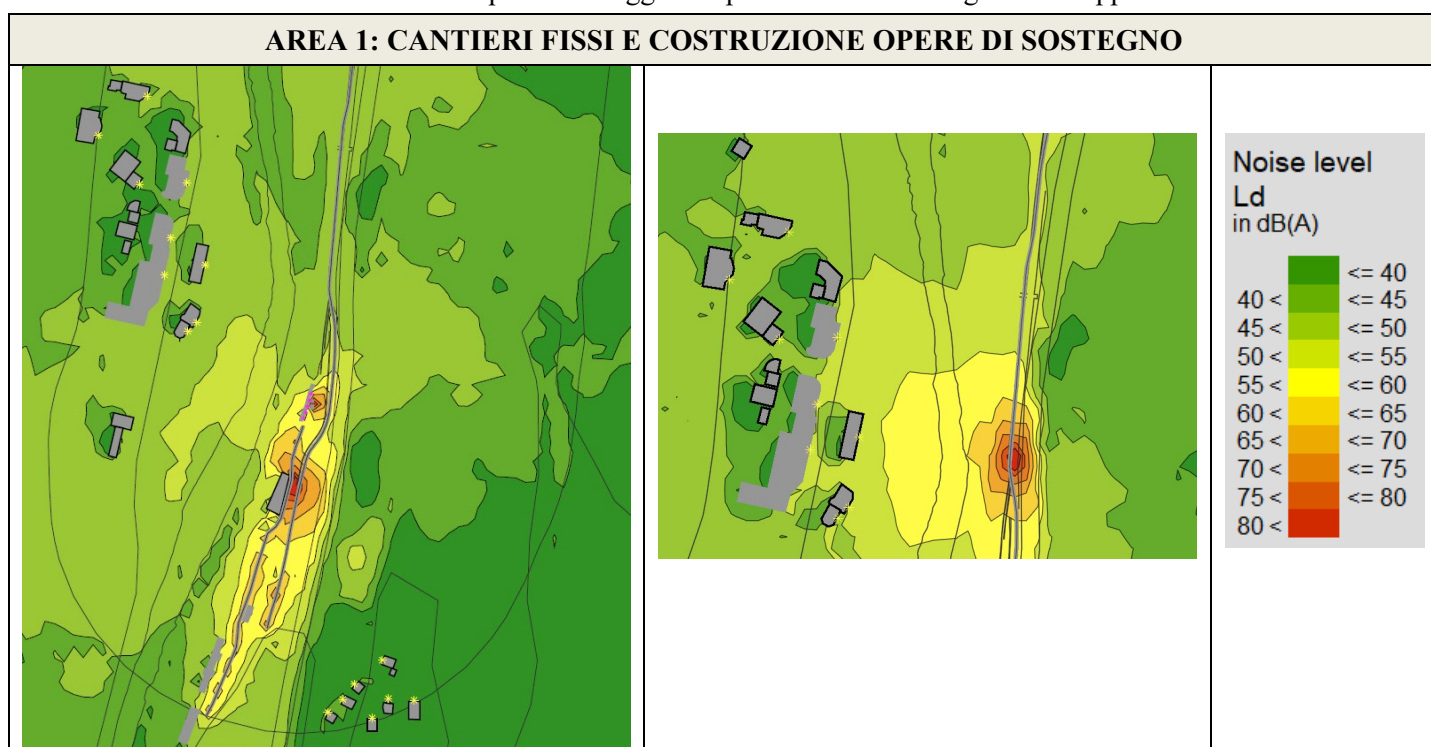 AREA 1: CANTIERI FISSI E COSTRUZIONE OPERE DI SOSTEGNO
Noise level
Ld
in dB(A)
<= 40
40 < <= 45
45 < <= 50
50 < <= 55
55 < <= 60
60 < <= 65
65 < <= 70
70 < <= 75
75 < <= 80
80 <